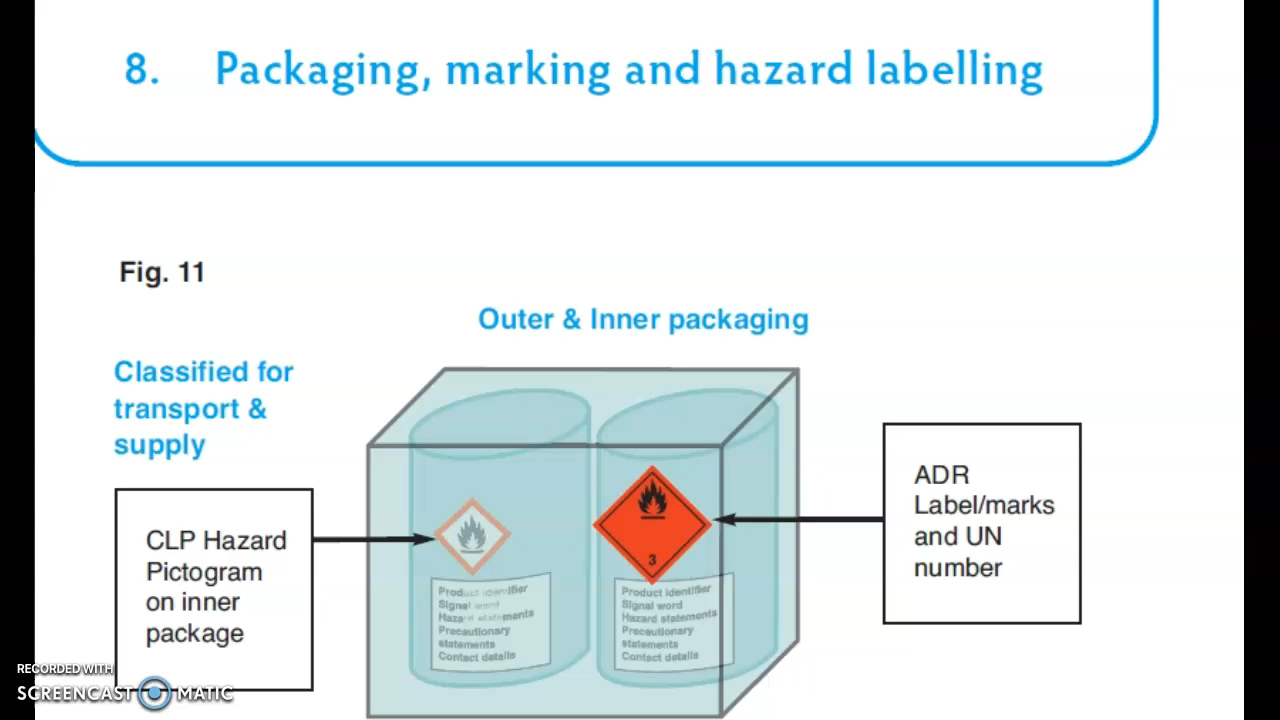 8. Packaging, marking and hazard labelling
Fig. 11
Outer & Inner packaging
Classified for
transport &
supply
CLP Hazard
Pictogram
on inner
package
ADR
Label/marks
and UN
number
3
Product identifier
Signal word
Hazard statements
Precautionary
statements
Contact details
Product identifier
Signal word
Hazard statements
Precautionary
statements
Contact details
RECORDED WITH
SCREENCAST MATIC